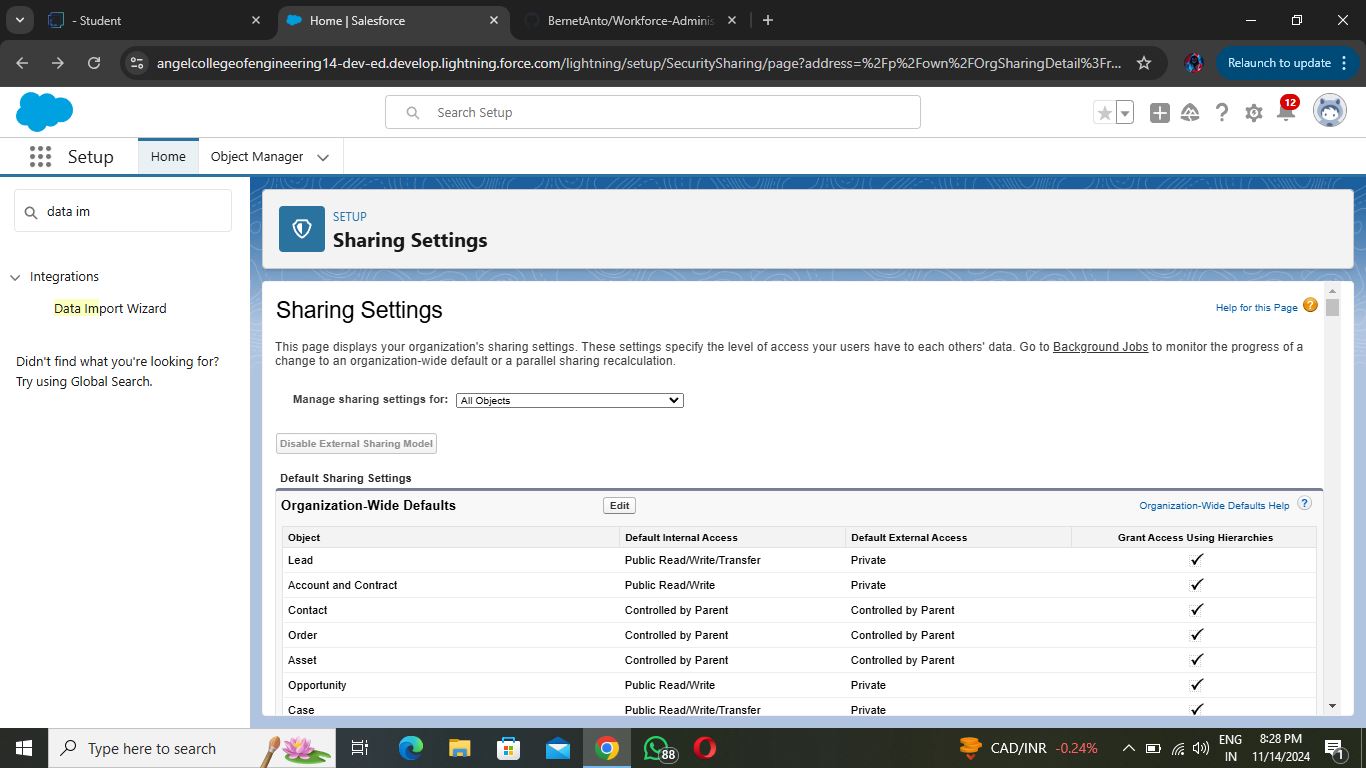 - Student
Home | Salesforce
BernetAnto/Workforce-Adminis
angelcollegeofengineering14-dev-ed.develop.lightning.force.com/lightning/setup/SecuritySharing/page?address=%2Fp%2Fown%2FOrgSharingDetail%3Fr...
Relaunch to update
Search Setup
12
Setup
Home
Object Manager
data im
Integrations
Data Import Wizard
Didn't find what you're looking for?
Try using Global Search.
SETUP
Sharing Settings
Sharing Settings
Help for this Page
This page displays your organization's sharing settings. These settings specify the level of access your users have to each others' data. Go to Background Jobs to monitor the progress of a
change to an organization-wide default or a parallel sharing recalculation.
Manage sharing settings for: All Objects
Disable External Sharing Model
Default Sharing Settings
Organization-Wide Defaults Edit Organization-Wide Defaults Help ?
Object Default Internal Access Default External Access Grant Access Using Hierarchies
Lead Public Read/Write/Transfer Private
Account and Contract Public Read/Write Private
Contact Controlled by Parent Controlled by Parent
Order Controlled by Parent Controlled by Parent
Asset Controlled by Parent Controlled by Parent
Opportunity Public Read/Write Private
Case Public Read/Write/Transfer Private
Type here to search
88
CAD/INR -0.24%
ENG
IN
8:28 PM
11/14/2024
1